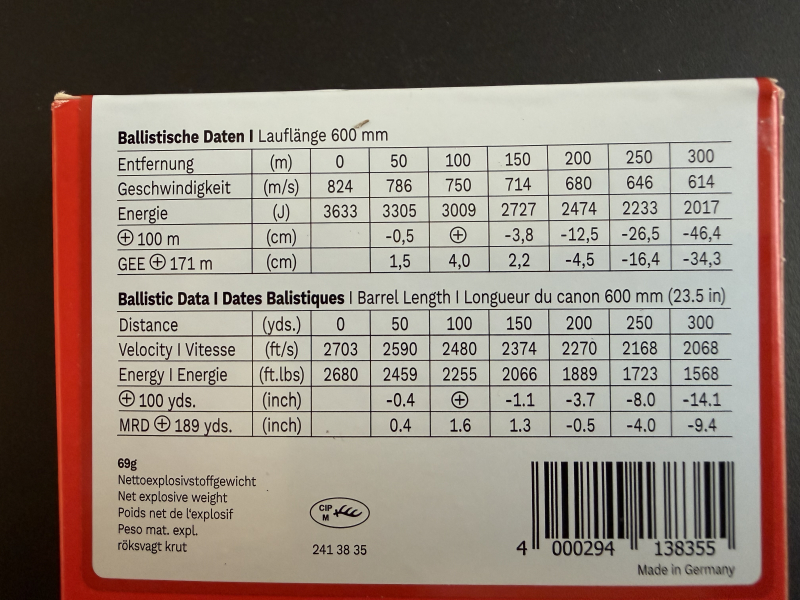 Ballistische Daten I Lauflänge 600 mm
Entfernung (m) 0 50 100 150 200 250 300
Geschwindigkeit (m/s) 824 786 750 714 680 646 614
Energie (J) 3633 3305 3009 2727 2474 2233 2017
⊕ 100 m (cm) -0,5 ⊕ -3,8 -12,5 -26,5 -46,4
GEE ⊕ 171 m (cm) 1,5 4,0 2,2 -4,5 -16,4 -34,3
Ballistic Data I Dates Balistiques I Barrel Length I Longueur du canon 600 mm (23.5 in)
Distance (yds.) 0 50 100 150 200 250 300
Velocity I Vitesse (ft/s) 2703 2590 2480 2374 2270 2168 2068
Energy I Energie (ft.lbs) 2680 2459 2255 2066 1889 1723 1568
⊕ 100 yds. (inch) -0.4 ⊕ -1.1 -3.7 -8.0 -14.1
MRD ⊕ 189 yds. (inch) 0.4 1.6 1.3 -0.5 -4.0 -9.4
69g
Nettoexplosivstoffgewicht
Net explosive weight
Poids net de l'explosif
Peso mat. expl.
röksvagt krut
CIP
M
241 38 35
4 000294 138355
Made in Germany